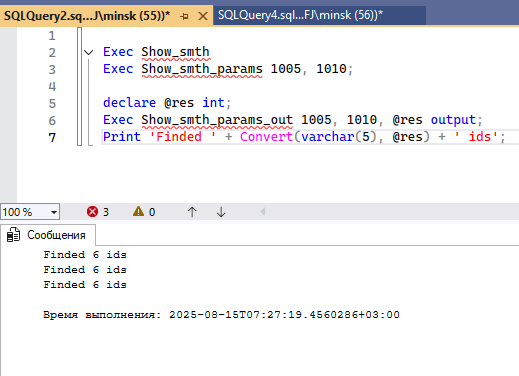 SQLQuery2.sq...J\minsk (55))*
SQLQuery4.sql...FJ\minsk (56))*
1
2 Exec Show_smth
3 Exec Show_smth_params 1005, 1010;
4
5 declare @res int;
6 Exec Show_smth_params_out 1005, 1010, @res output;
7 Print 'Finded ' + Convert(varchar(5), @res) + ' ids';
100 % 3 0
Сообщения
Finded 6 ids
Finded 6 ids
Finded 6 ids
Время выполнения: 2025-08-15T07:27:19.4560286+03:00